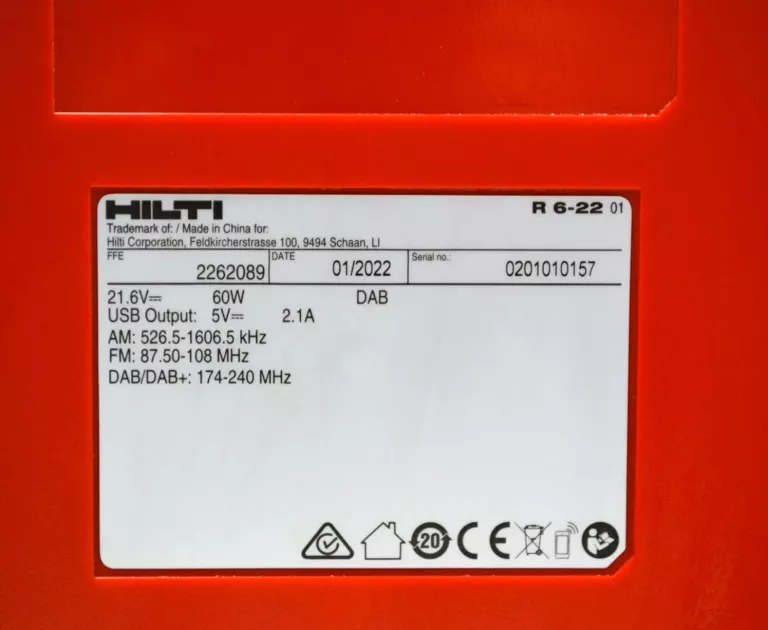 HILTI R 6-22 01
Trademark of: / Made in China for:
Hilti Corporation, Feldkircherstrasse 100, 9494 Schaan, LI
FFE 2262089 DATE 01/2022 Serial no.: 0201010157
21.6V⎓ 60W DAB
USB Output: 5V⎓ 2.1A
AM: 526.5-1606.5 kHz
FM: 87.50-108 MHz
DAB/DAB+: 174-240 MHz
20 CE